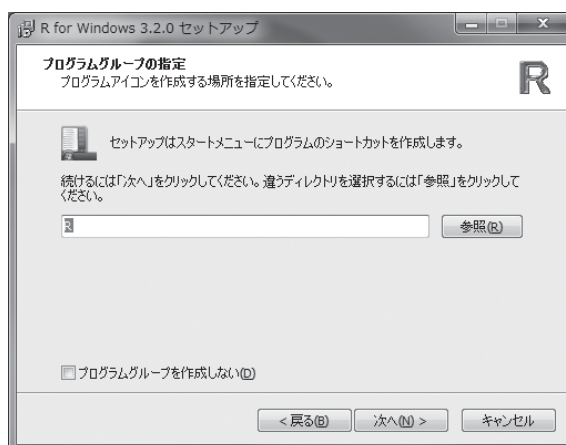 R for Windows 3.2.0 セットアップ
プログラムグループの指定
プログラムアイコンを作成する場所を指定してください。
R
セットアップはスタートメニューにプログラムのショートカットを作成します。
続けるには「次へ」をクリックしてください。違うディレクトリを選択するには「参照」をクリックして
ください。
R
参照(R)
プログラムグループを作成しない(D)
< 戻る(B)
次へ(N) >
キャンセル